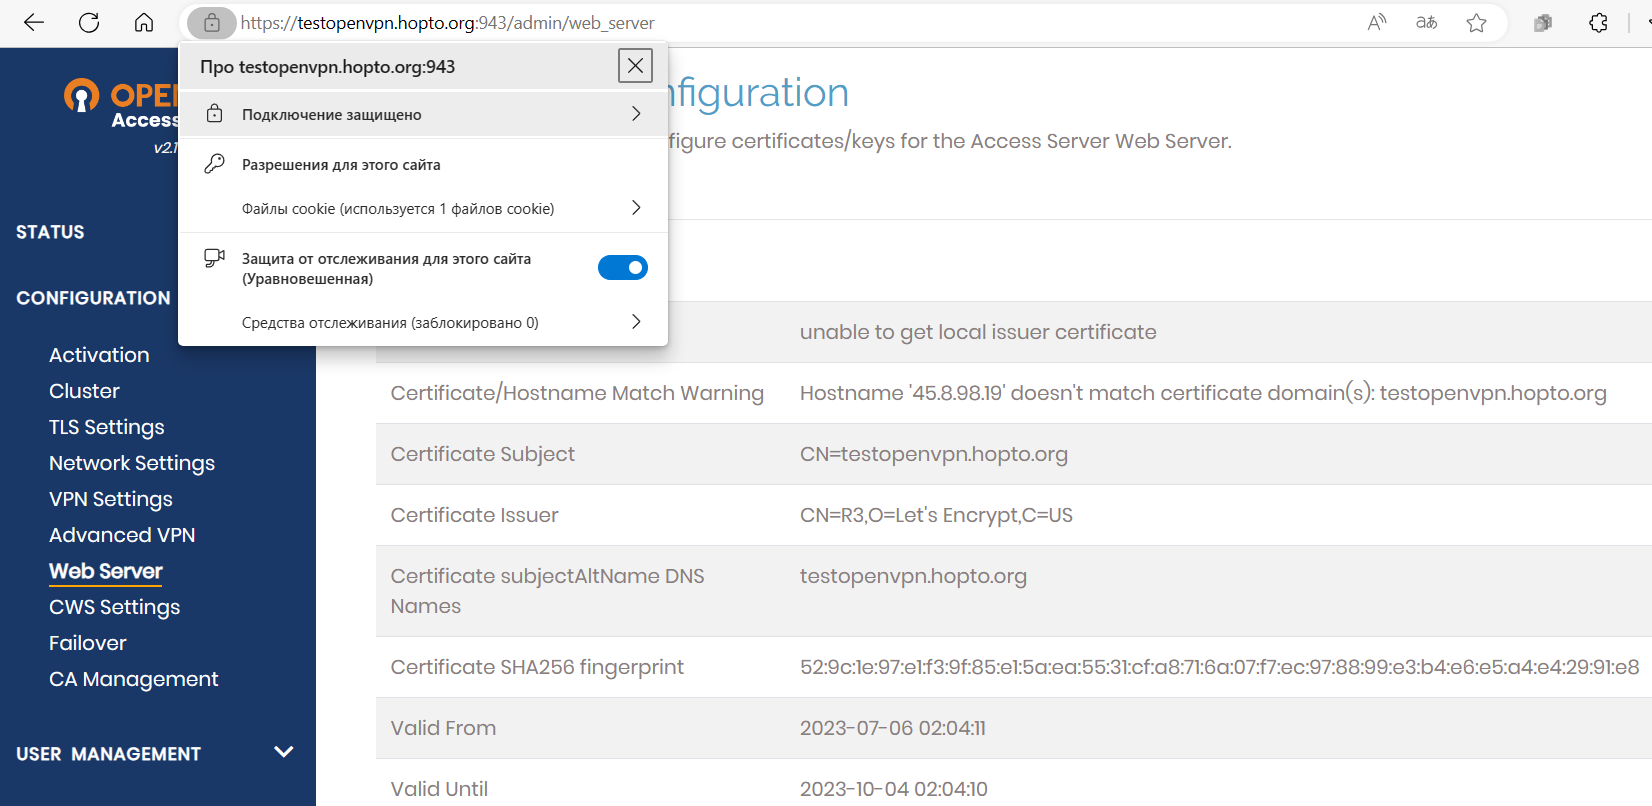 https://testopenvpn.hopto.org:943/admin/web_server
Про testopenvpn.hopto.org:943
Подключение защищено
Разрешения для этого сайта
Файлы cookie (используется 1 файлов cookie)
Защита от отслеживания для этого сайта
(Уравновешенная)
Средства отслеживания (заблокировано 0)
OPE
Access
v2.1
STATUS
CONFIGURATION
Activation
Cluster
TLS Settings
Network Settings
VPN Settings
Advanced VPN
Web Server
CWS Settings
Failover
CA Management
USER MANAGEMENT
nfiguration
figure certificates/keys for the Access Server Web Server.
unable to get local issuer certificate
Certificate/Hostname Match Warning Hostname '45.8.98.19' doesn't match certificate domain(s): testopenvpn.hopto.org
Certificate Subject CN=testopenvpn.hopto.org
Certificate Issuer CN=R3,O=Let's Encrypt,C=US
Certificate subjectAltName DNS testopenvpn.hopto.org
Names
Certificate SHA256 fingerprint 52:9c:1e:97:e1:f3:9f:85:e1:5a:ea:55:31:cf:a8:71:6a:07:f7:ec:97:88:99:e3:b4:e6:e5:a4:e4:29:91:e8
Valid From 2023-07-06 02:04:11
Valid Until 2023-10-04 02:04:10